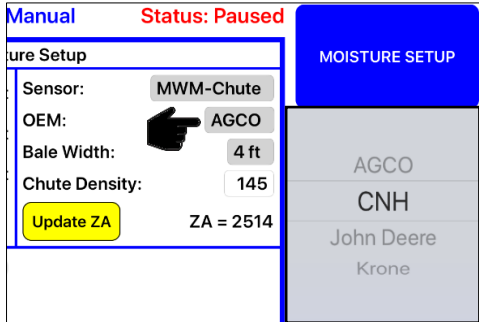 Manual Status: Paused
ure Setup
Sensor: MWM-Chute
OEM: AGCO
Bale Width: 4 ft
Chute Density: 145
Update ZA ZA = 2514
MOISTURE SETUP
AGCO
CNH
John Deere
Krone